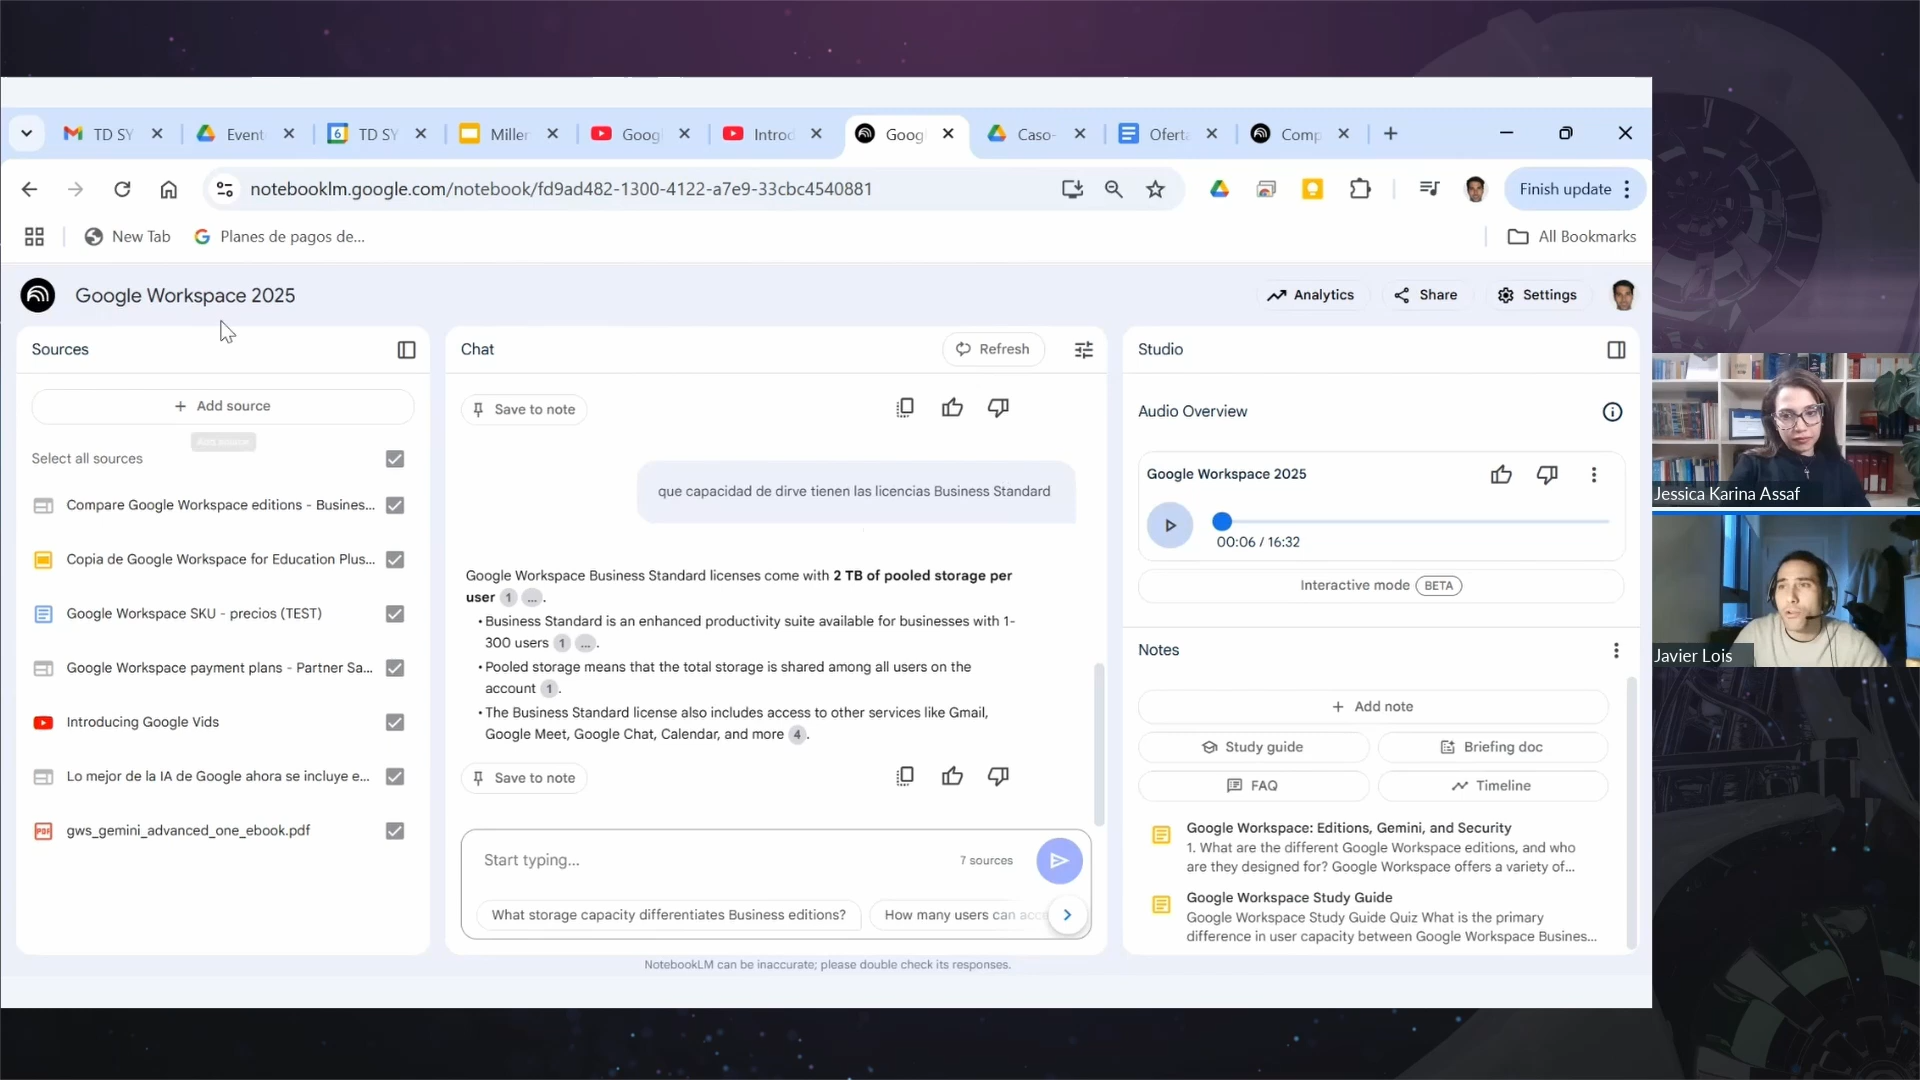 TD SY
Event
TD SY
Miller
Googl
Introd
Googl
Caso-
Oferta
Comp
notebooklm.google.com/notebook/fd9ad482-1300-4122-a7e9-33cbc4540881
Finish update
New Tab
Planes de pagos de...
All Bookmarks
Google Workspace 2025
Analytics
Share
Settings
Sources
Add source
Add source
Select all sources
Compare Google Workspace editions - Busines...
Copia de Google Workspace for Education Plus...
Google Workspace SKU - precios (TEST)
Google Workspace payment plans - Partner Sa...
Introducing Google Vids
Lo mejor de la IA de Google ahora se incluye e...
PDF
gws_gemini_advanced_one_ebook.pdf
Chat
Refresh
Save to note
que capacidad de dirve tienen las licencias Business Standard
Google Workspace Business Standard licenses come with 2 TB of pooled storage per
user 1 ... .
• Business Standard is an enhanced productivity suite available for businesses with 1-
300 users 1 ... .
• Pooled storage means that the total storage is shared among all users on the
account 1 .
• The Business Standard license also includes access to other services like Gmail,
Google Meet, Google Chat, Calendar, and more 4 .
Save to note
Start typing...
7 sources
What storage capacity differentiates Business editions?
How many users can acce
NotebookLM can be inaccurate; please double check its responses.
Studio
Audio Overview
Google Workspace 2025
00:06 / 16:32
Interactive mode BETA
Notes
Add note
Study guide
Briefing doc
FAQ
Timeline
Google Workspace: Editions, Gemini, and Security
1. What are the different Google Workspace editions, and who
are they designed for? Google Workspace offers a variety of...
Google Workspace Study Guide
Google Workspace Study Guide Quiz What is the primary
difference in user capacity between Google Workspace Busines...
Jessica Karina Assaf
Javier Lois